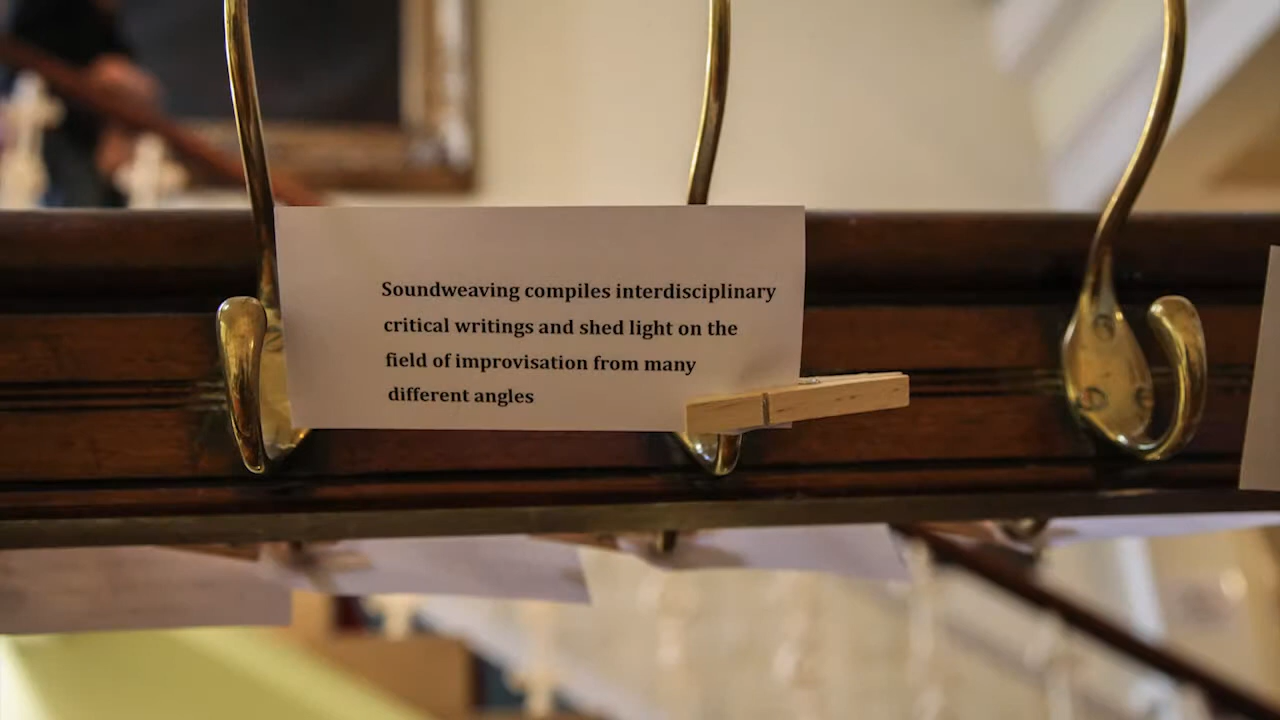 Soundweaving compiles interdisciplinary
critical writings and shed light on the
field of improvisation from many
different angles